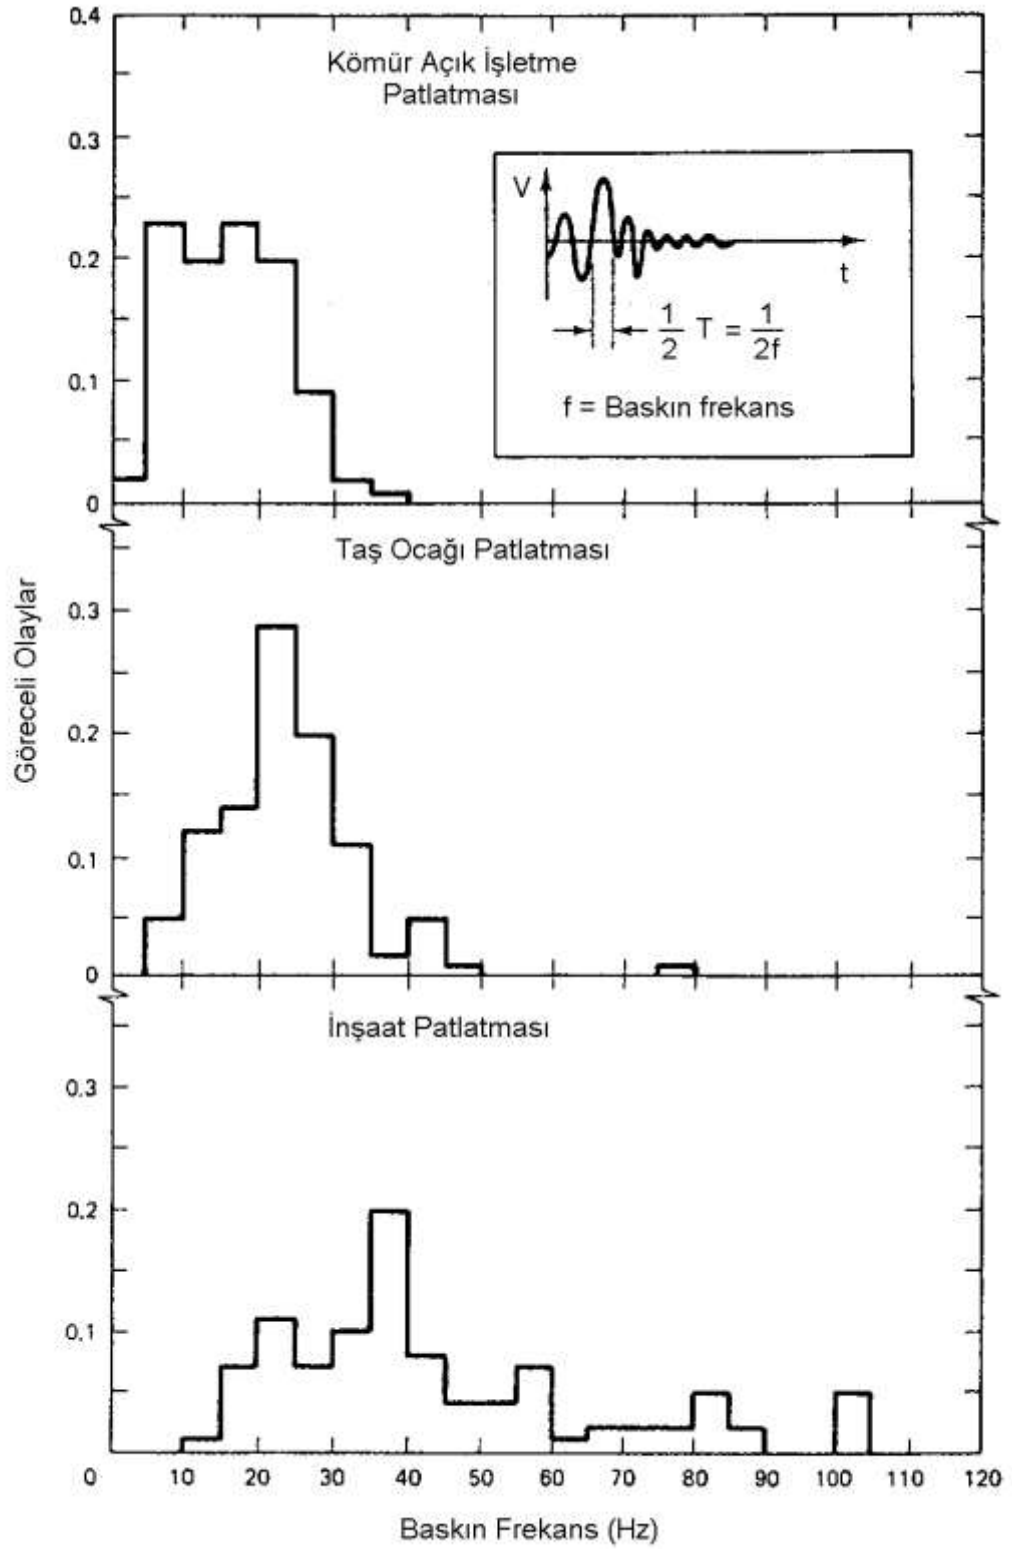 0.4
Kömür Açık İşletme
Patlatması
0.3
V
t
0.2
1/2 T = 1/2f
0.1
f = Baskın frekans
0
Taş Ocağı Patlatması
0.3
Göreceli Olaylar
0.2
0.1
0
İnşaat Patlatması
0.3
0.2
0.1
0 10 20 30 40 50 60 70 80 90 100 110 120
Baskın Frekans (Hz)